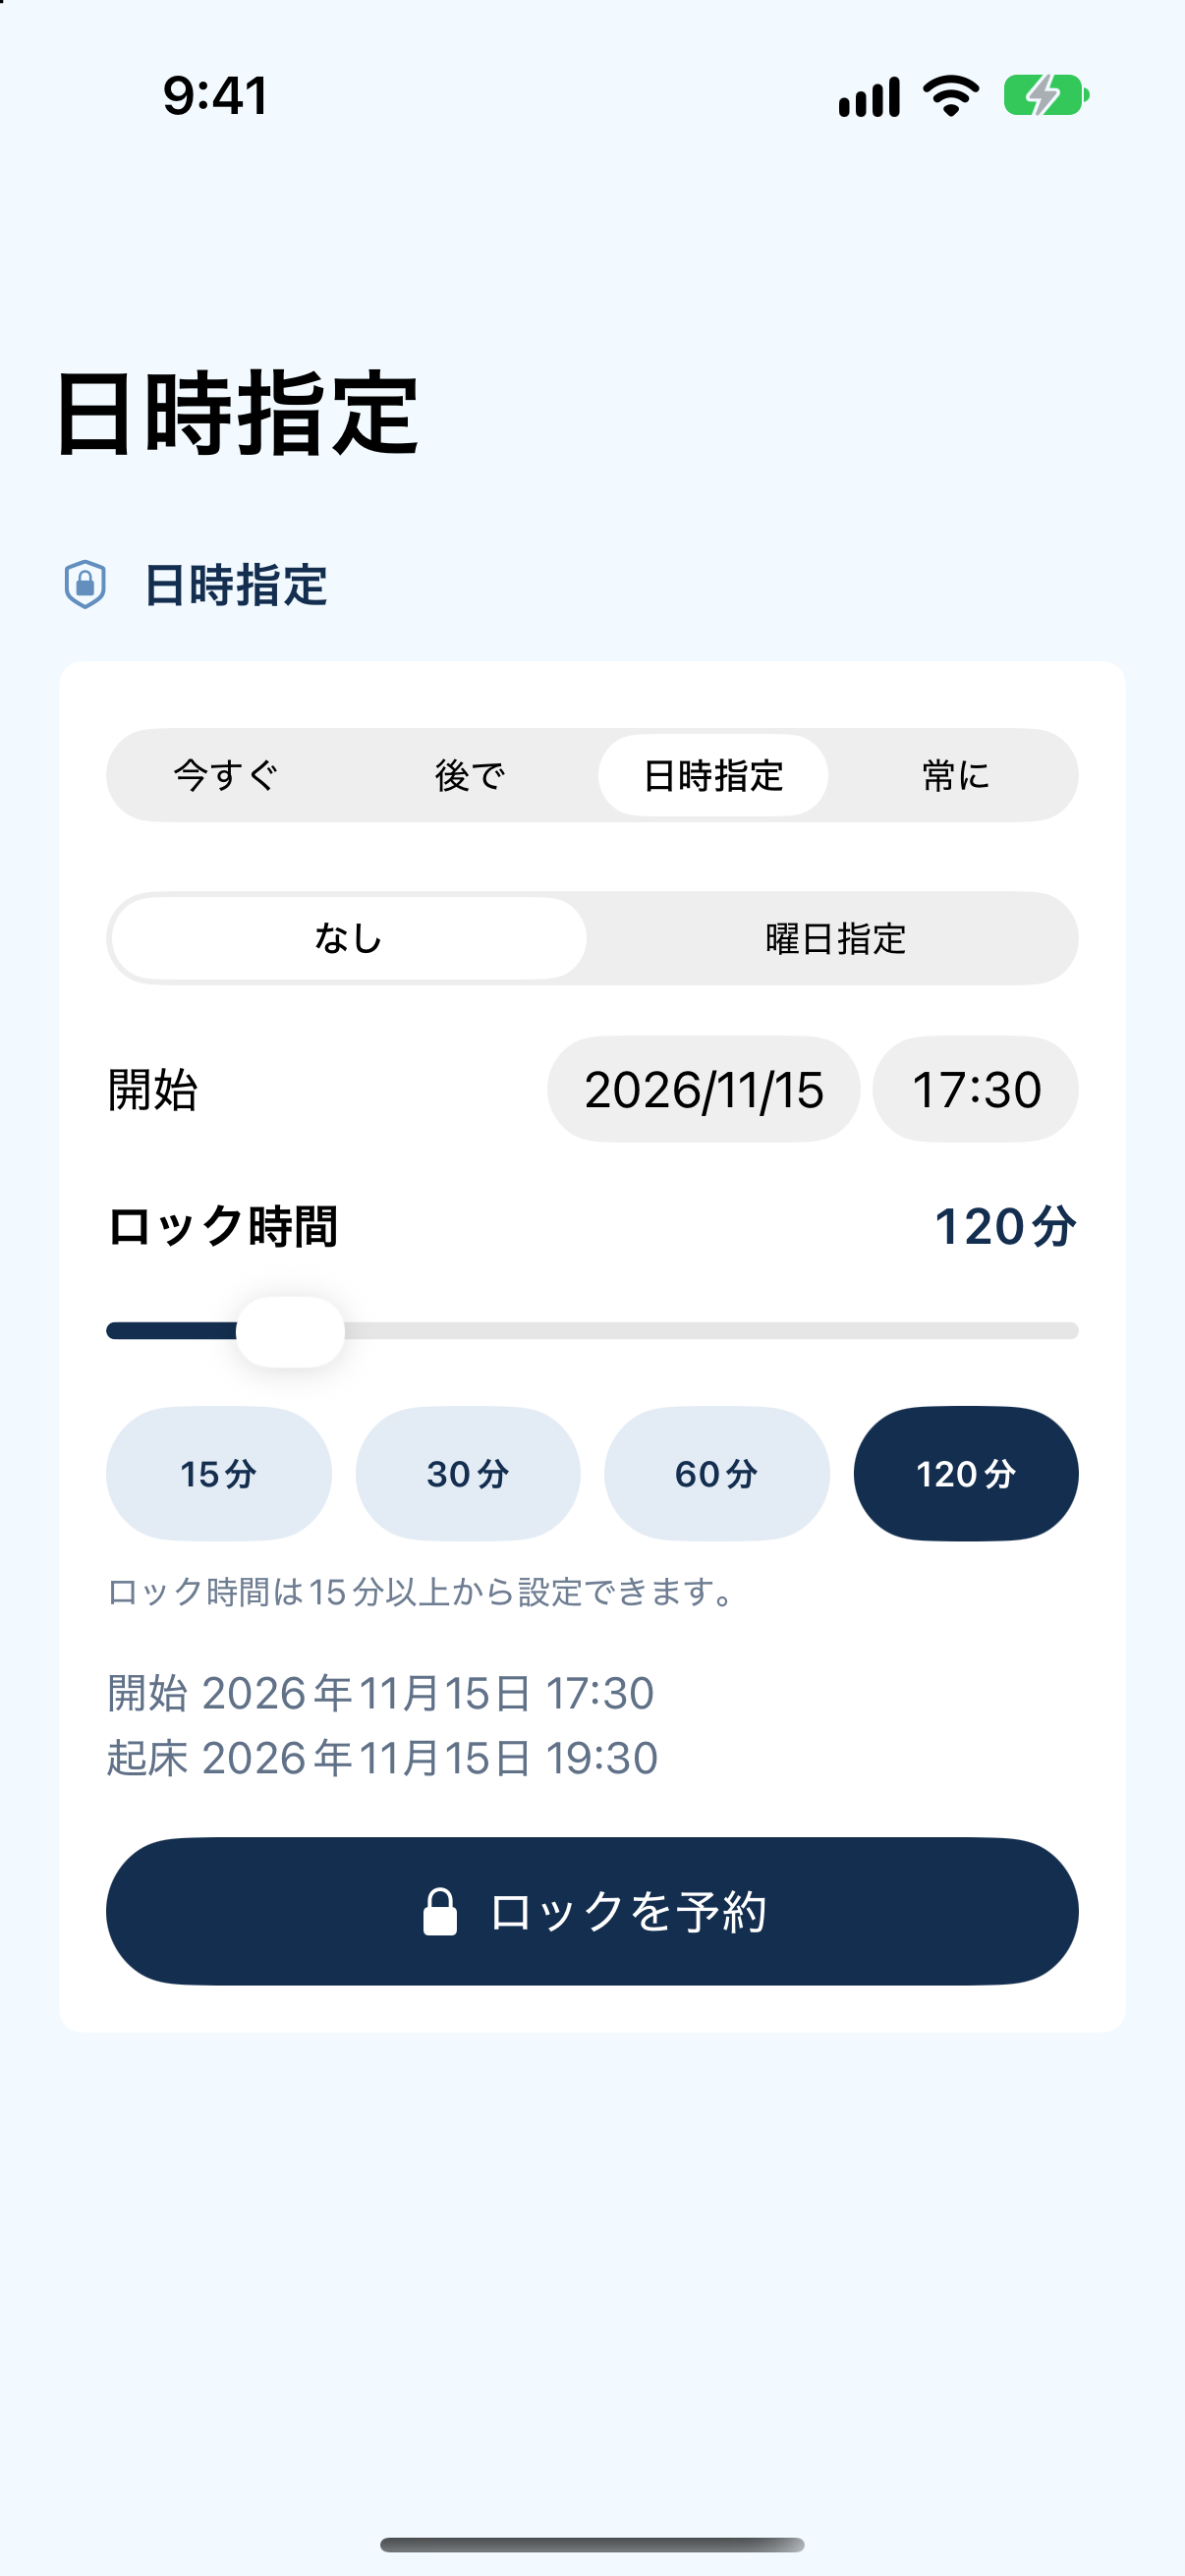 9:41
日時指定
日時指定
今すぐ 後で 日時指定 常に
なし 曜日指定
開始 2026/11/15 17:30
ロック時間 120分
15分 30分 60分 120分
ロック時間は15分以上から設定できます。
開始 2026年11月15日 17:30
起床 2026年11月15日 19:30
ロックを予約